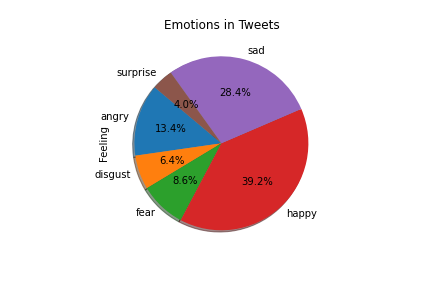 Emotions in Tweets
sad
28.4%
surprise
4.0%
angry
13.4%
Feeling
disgust
6.4%
fear
8.6%
happy
39.2%